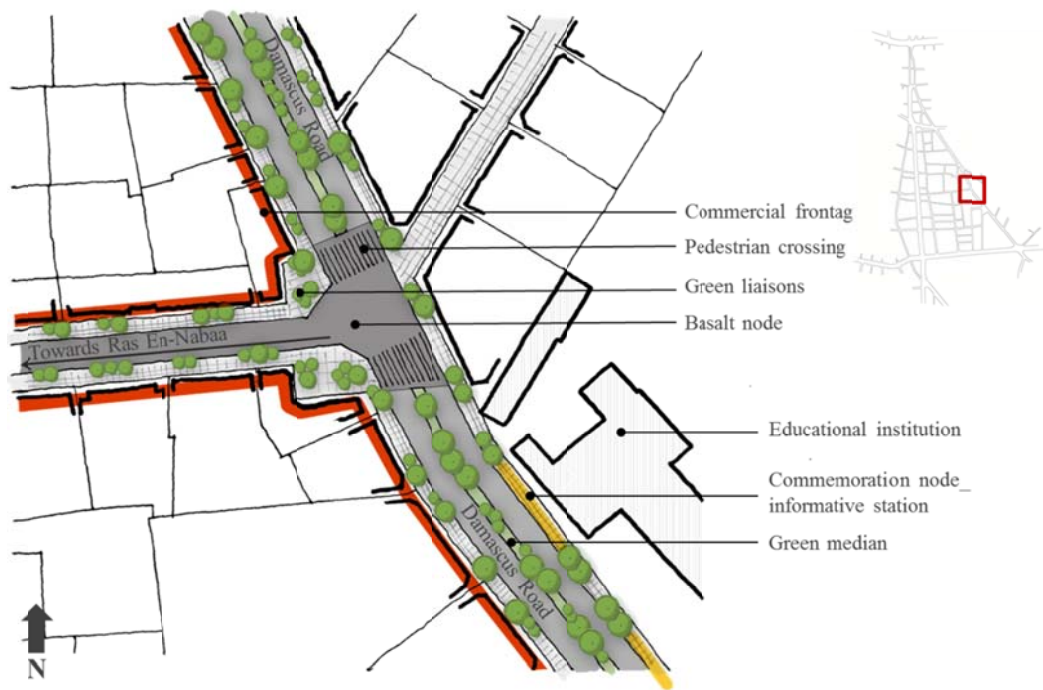 Damascus Road
Commercial frontag
Pedestrian crossing
Green liaisons
Basalt node
Towards Ras En-Nabaa
Educational institution
Commemoration node_
informative station
Green median
Damascus Road
N